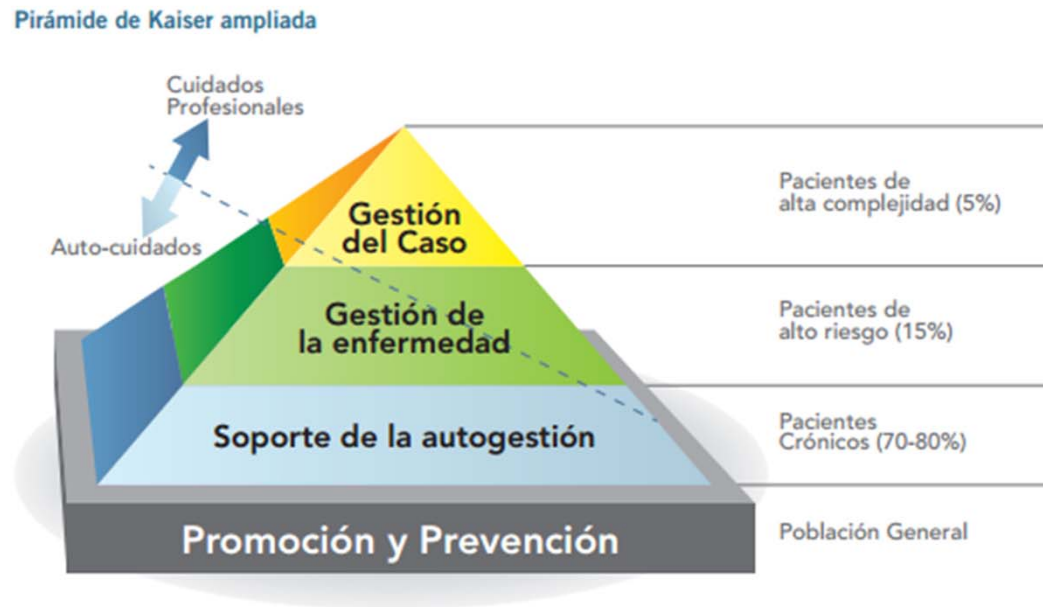 Pirámide de Kaiser ampliada
Cuidados
Profesionales
Auto-cuidados
Gestión
del Caso
Pacientes de
alta complejidad (5%)
Gestión de
la enfermedad
Pacientes de
alto riesgo (15%)
Soporte de la autogestión
Pacientes
Crónicos (70-80%)
Promoción y Prevención
Población General